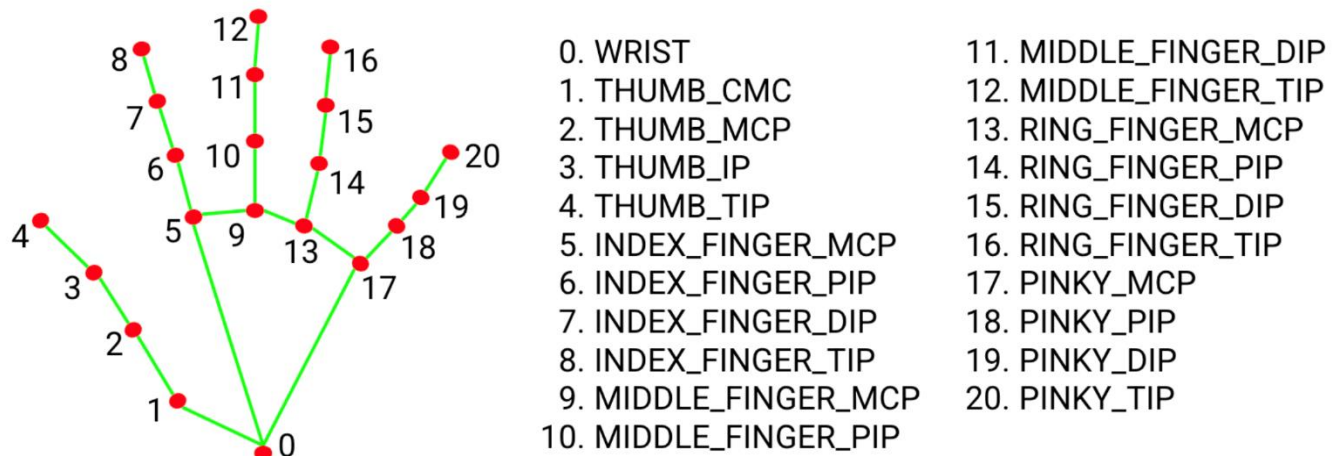 12
8
16
11
7
15
6
10
20
14
19
4
5
9
13
18
3
17
2
1
0
0. WRIST
1. THUMB_CMC
2. THUMB_MCP
3. THUMB_IP
4. THUMB_TIP
5. INDEX_FINGER_MCP
6. INDEX_FINGER_PIP
7. INDEX_FINGER_DIP
8. INDEX_FINGER_TIP
9. MIDDLE_FINGER_MCP
10. MIDDLE_FINGER_PIP
11. MIDDLE_FINGER_DIP
12. MIDDLE_FINGER_TIP
13. RING_FINGER_MCP
14. RING_FINGER_PIP
15. RING_FINGER_DIP
16. RING_FINGER_TIP
17. PINKY_MCP
18. PINKY_PIP
19. PINKY_DIP
20. PINKY_TIP